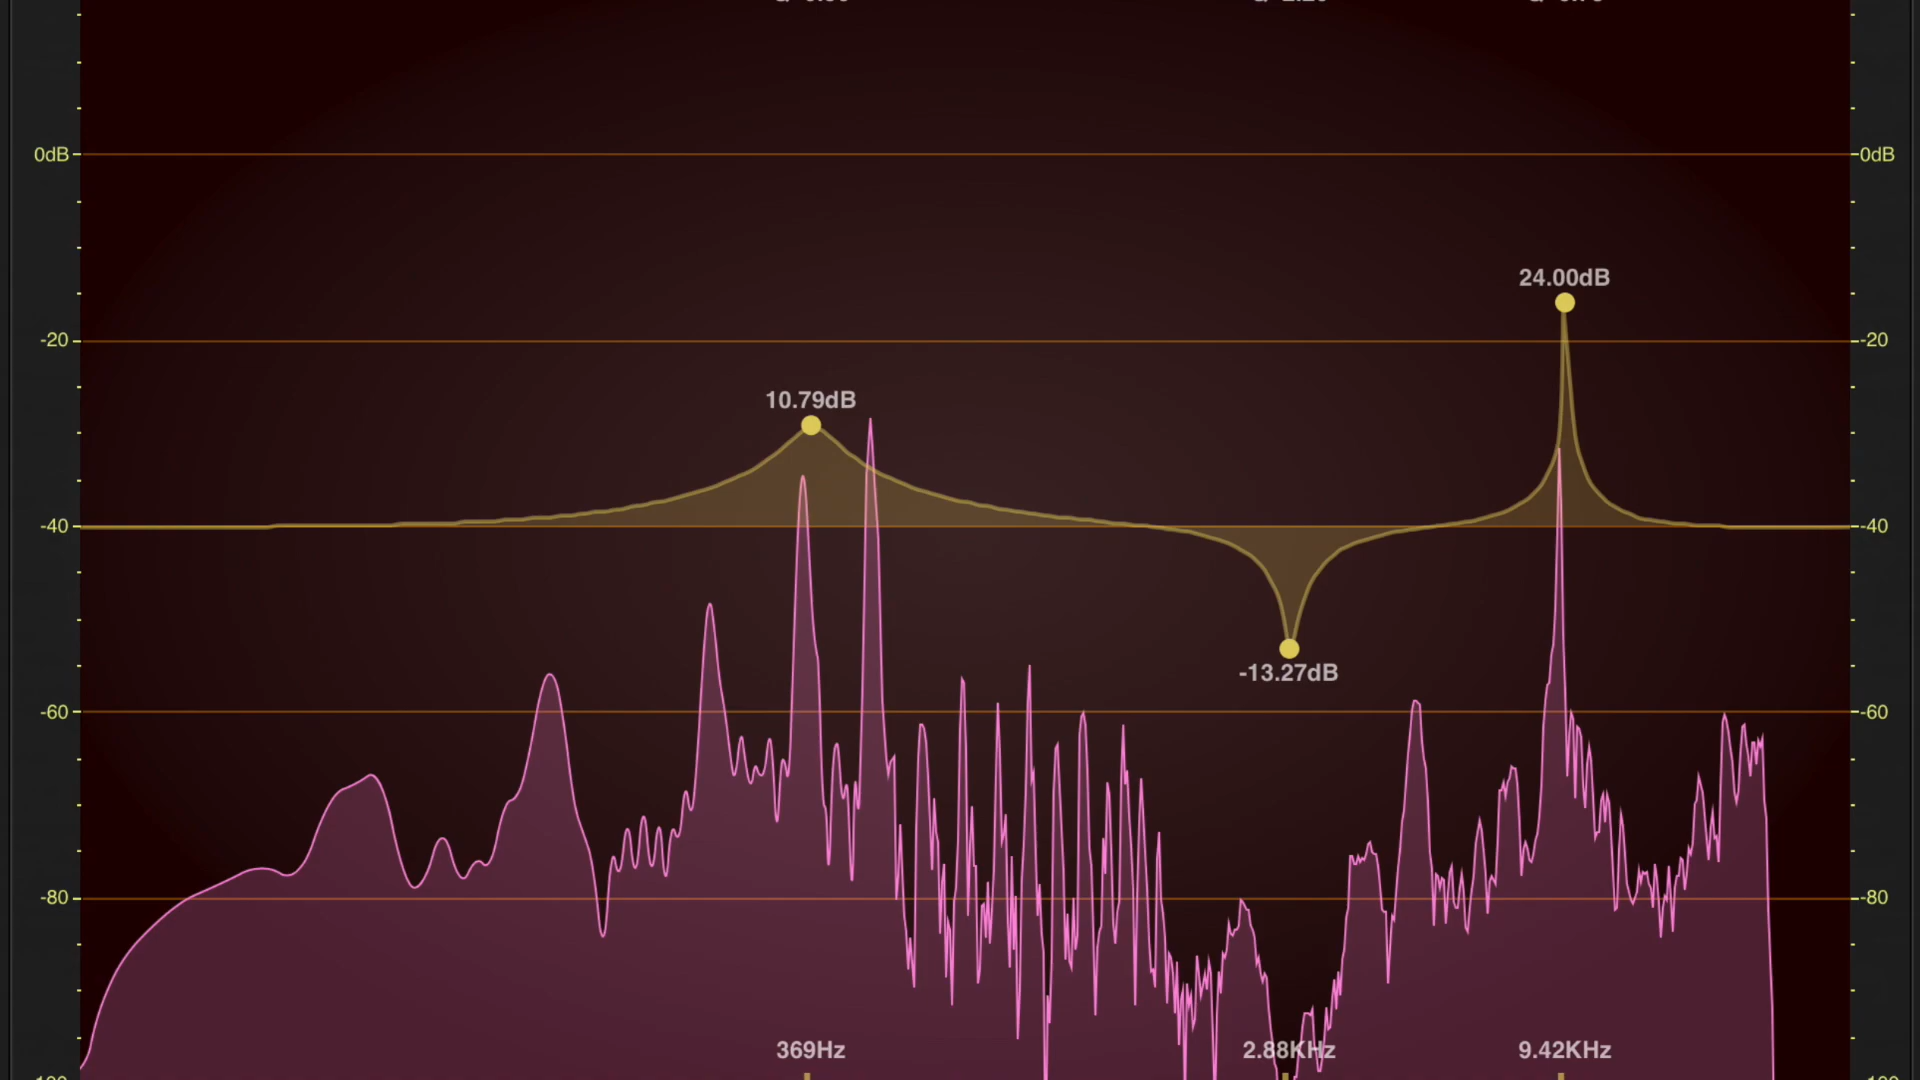 0dB 0dB
24.00dB
-20 -20
10.79dB
-40 -40
-13.27dB
-60 -60
-80 -80
369Hz 2.88KHz 9.42KHz